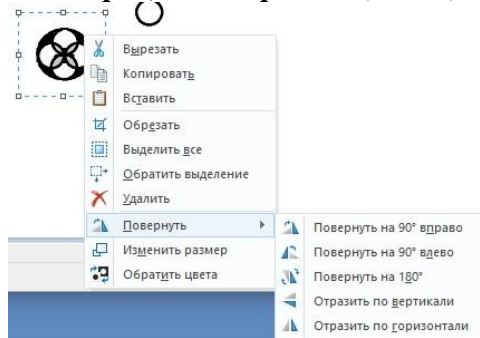 Вырезать
Копировать
Вставить
Обрезать
Выделить все
Обратить выделение
Удалить
Повернуть
Изменить размер
Обратить цвета
Повернуть на 90° вправо
Повернуть на 90° влево
Повернуть на 180°
Отразить по вертикали
Отразить по горизонтали